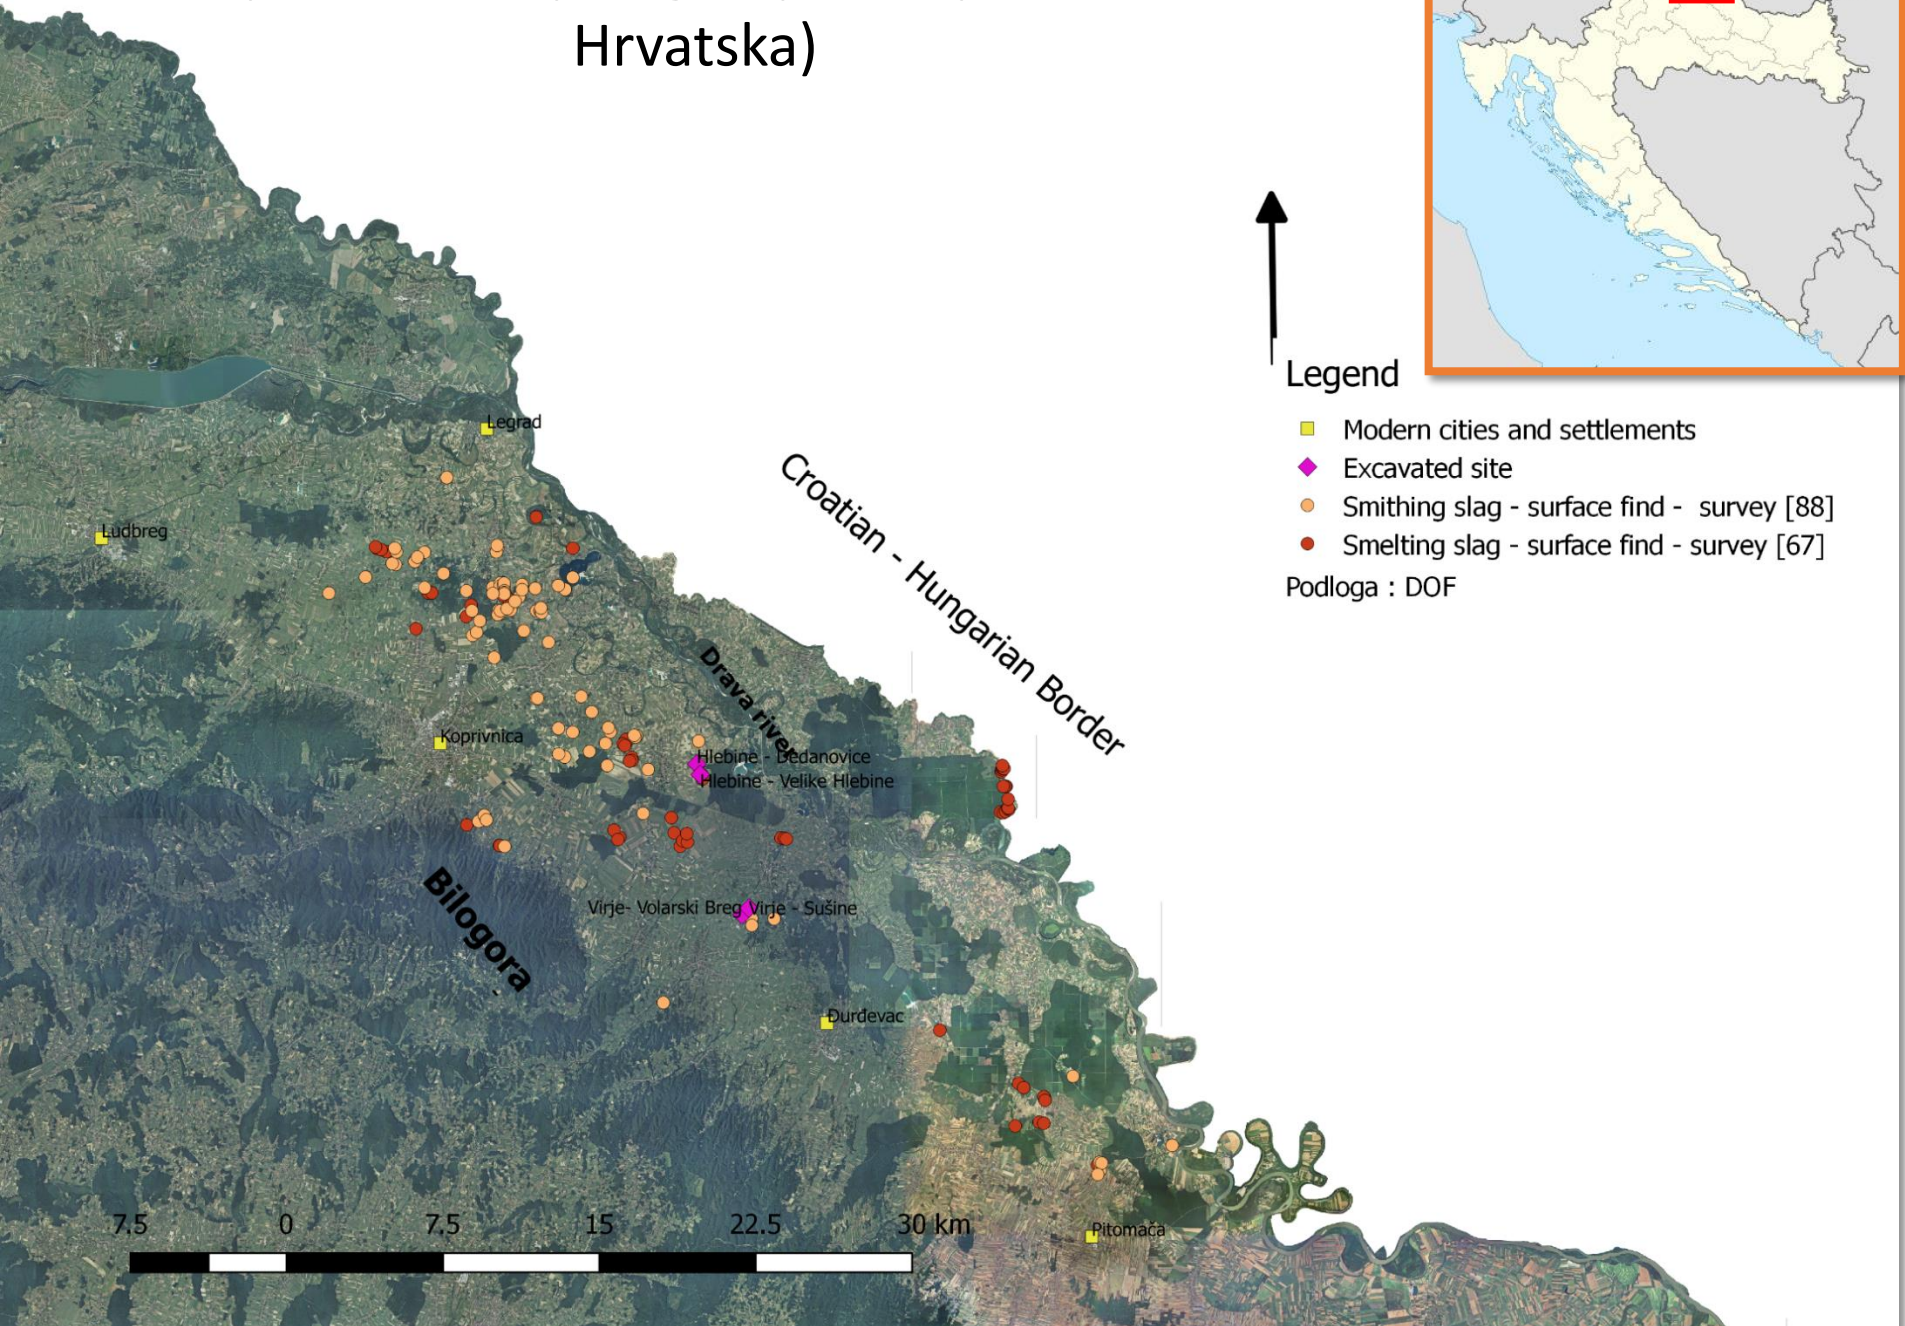 Hrvatska)
Legend
Modern cities and settlements
Excavated site
Smithing slag - surface find - survey [88]
Smelting slag - surface find - survey [67]
Podloga : DOF
Croatian - Hungarian Border
Legrad
Ludbreg
Drava river
Koprivnica
Hlebine - Dedanovice
Hlebine - Velike Hlebine
Bilogora
Virje- Volarski Breg Virje - Sušine
Đurđevac
Pitomača
7.5 0 7.5 15 22.5 30 km